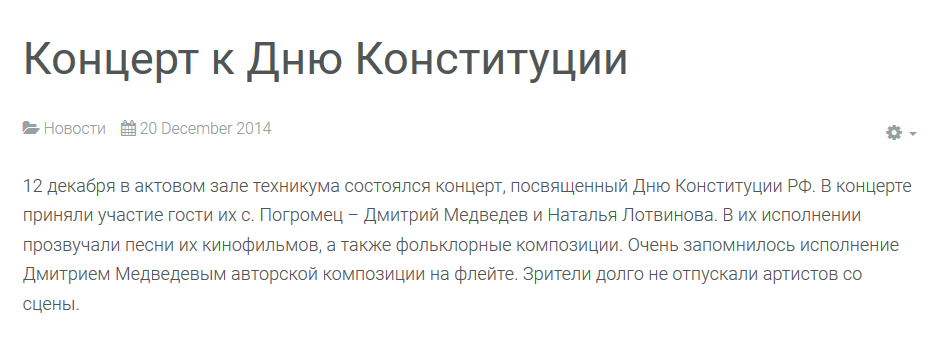 Концерт к Дню Конституции
Новости 20 December 2014
12 декабря в актовом зале техникума состоялся концерт, посвященный Дню Конституции РФ. В концерте
приняли участие гости их с. Погромец – Дмитрий Медведев и Наталья Лотвинова. В их исполнении
прозвучали песни их кинофильмов, а также фольклорные композиции. Очень запомнилось исполнение
Дмитрием Медведевым авторской композиции на флейте. Зрители долго не отпускали артистов со
сцены.